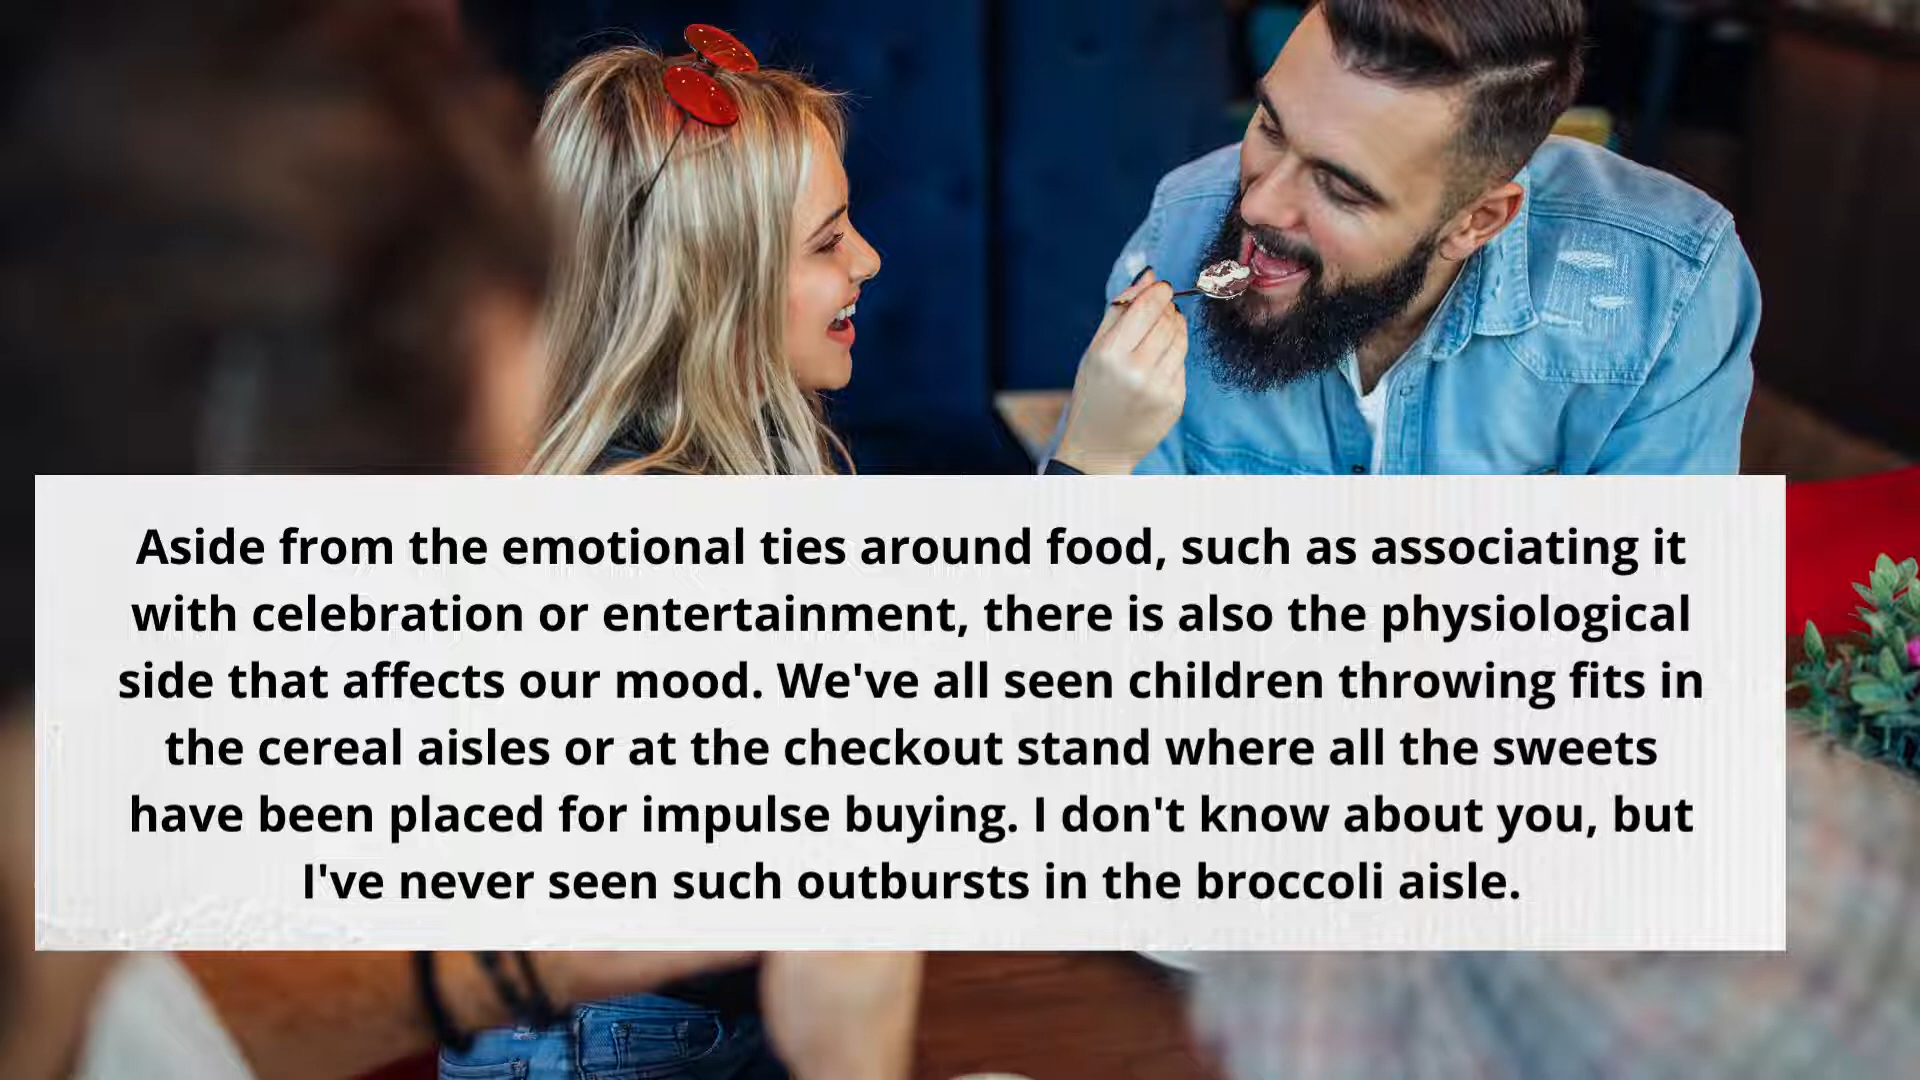 Aside from the emotional ties around food, such as associating it
with celebration or entertainment, there is also the physiological
side that affects our mood. We've all seen children throwing fits in
the cereal aisles or at the checkout stand where all the sweets
have been placed for impulse buying. I don't know about you, but
I've never seen such outbursts in the broccoli aisle.